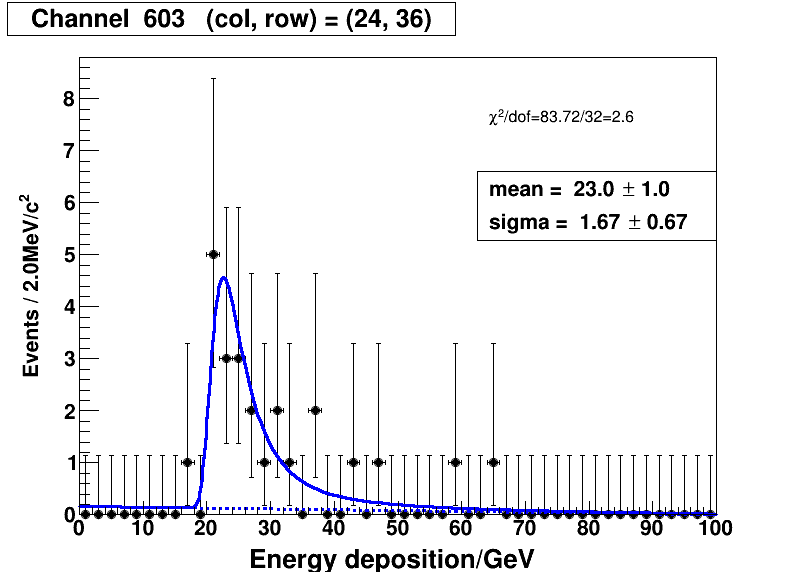 Channel  603   (col, row) = (24, 36)
χ²/dof=83.72/32=2.6
mean =  23.0 ± 1.0
sigma =  1.67 ± 0.67
Events / 2.0MeV/c²
8
7
6
5
4
3
2
1
0
0 10 20 30 40 50 60 70 80 90 100
Energy deposition/GeV